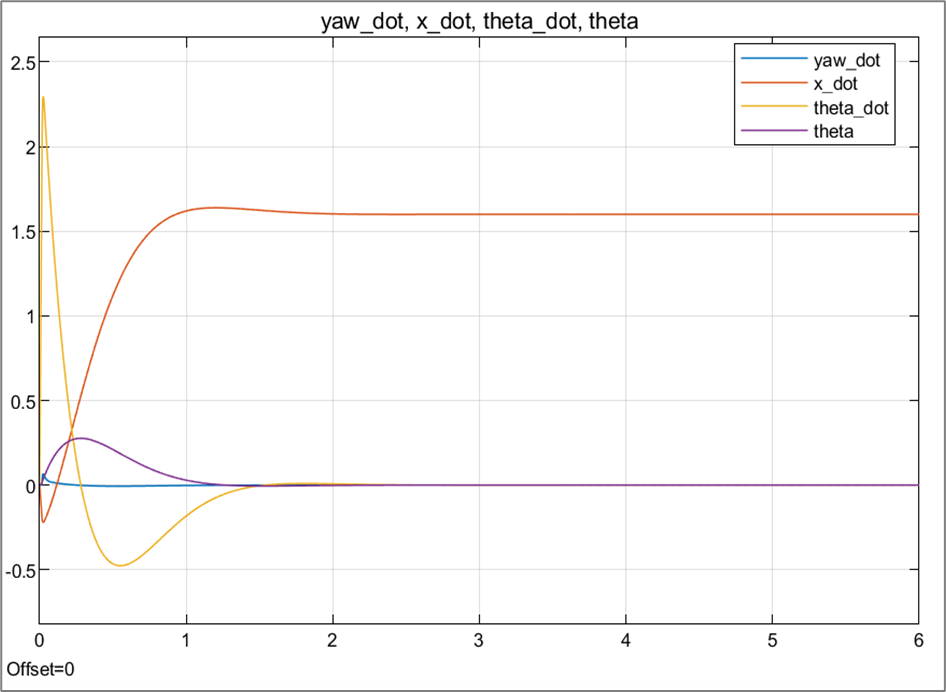 yaw_dot, x_dot, theta_dot, theta
2.5
2
1.5
1
0.5
0
-0.5
yaw_dot
x_dot
theta_dot
theta
0 1 2 3 4 5 6
Offset=0